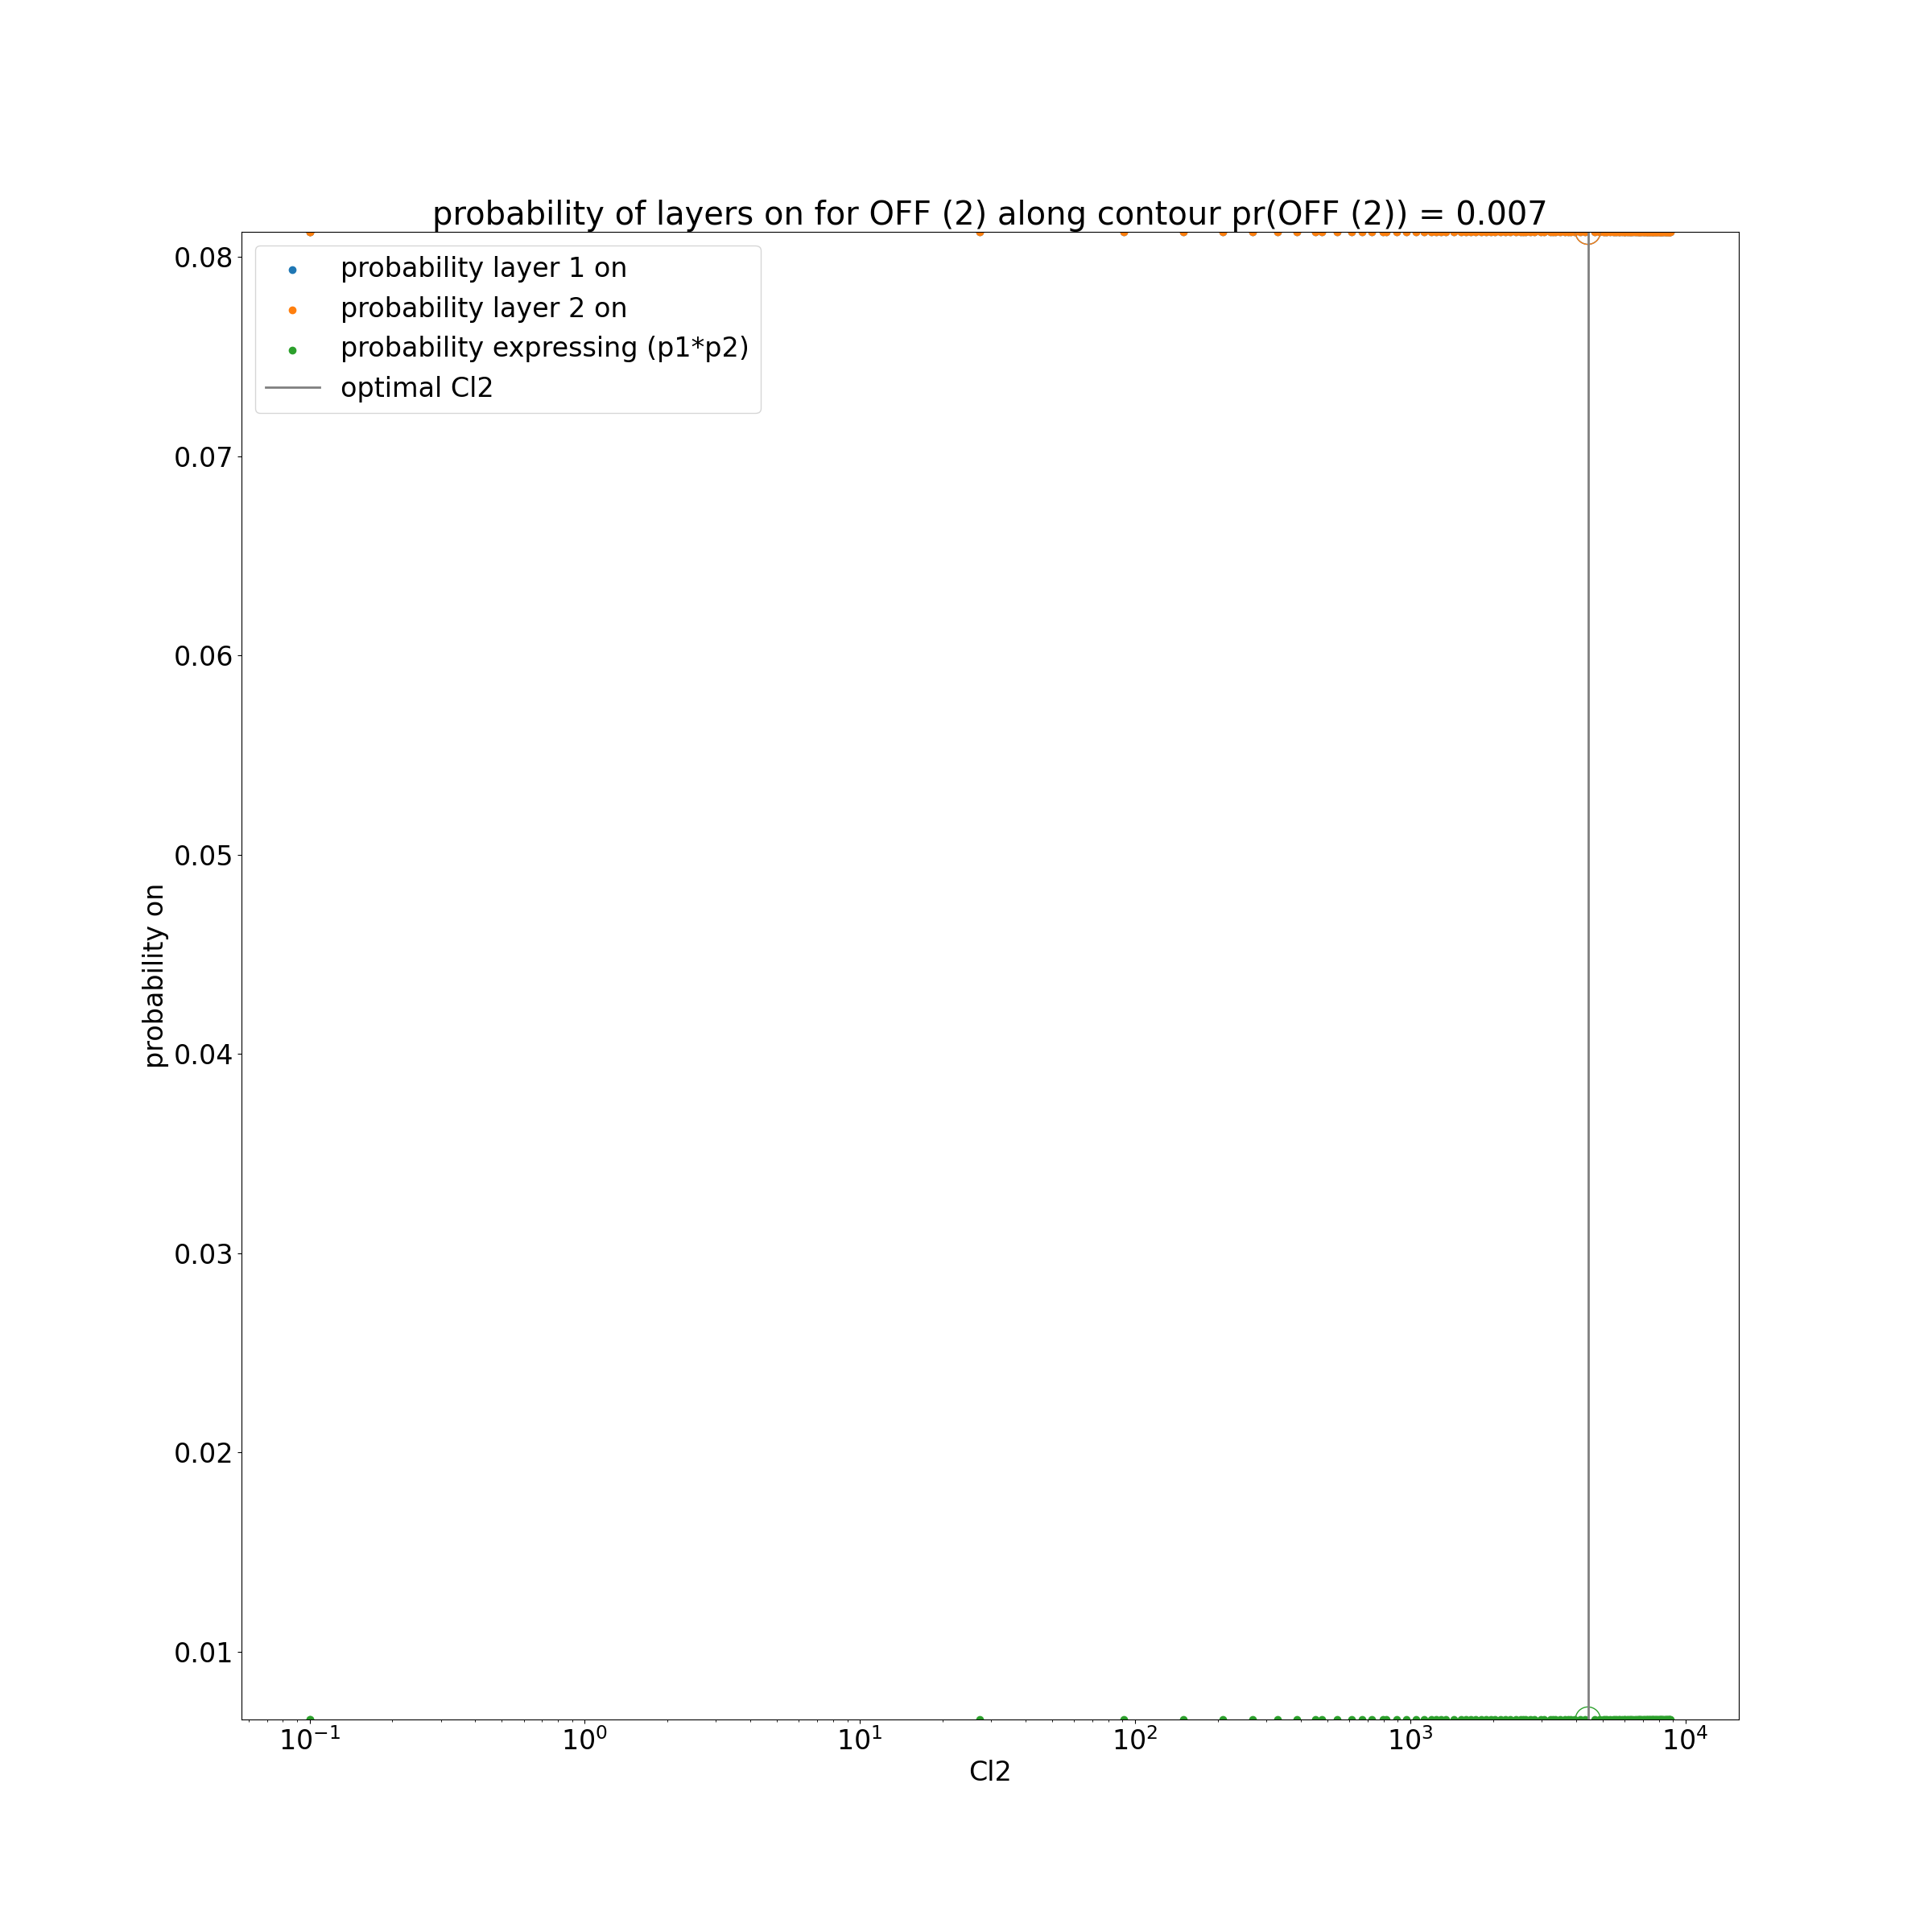 probability of layers on for OFF (2) along contour pr(OFF (2)) = 0.007
probability layer 1 on
probability layer 2 on
probability expressing (p1*p2)
optimal Cl2
0.08
0.07
0.06
0.05
0.04
0.03
0.02
0.01
probability on
10⁻¹ 10⁰ 10¹ 10² 10³ 10⁴
Cl2